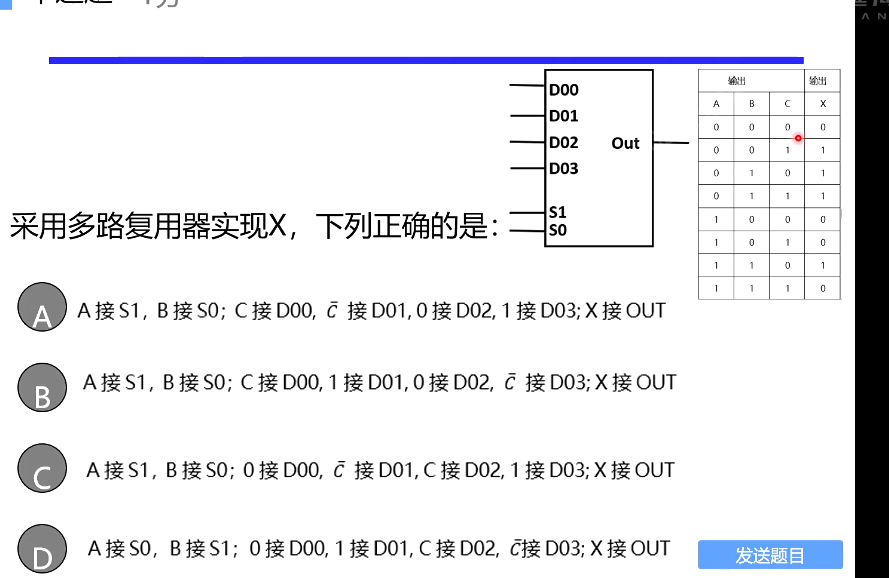 D00
D01
D02
D03
Out
S1
S0
输出 输出
A B C X
0 0 0 0
0 0 1 1
0 1 0 1
0 1 1 1
1 0 0 0
1 0 1 0
1 1 0 1
1 1 1 0
采用多路复用器实现X，下列正确的是：
A A 接 S1, B 接 S0; C 接 D00, c̄ 接 D01, 0 接 D02, 1 接 D03; X 接 OUT
B A 接 S1, B 接 S0; C 接 D00, 1 接 D01, 0 接 D02, c̄ 接 D03; X 接 OUT
C A 接 S1, B 接 S0; 0 接 D00, c̄ 接 D01, C 接 D02, 1 接 D03; X 接 OUT
D A 接 S0, B 接 S1; 0 接 D00, 1 接 D01, C 接 D02, c̄接 D03; X 接 OUT
发送题目